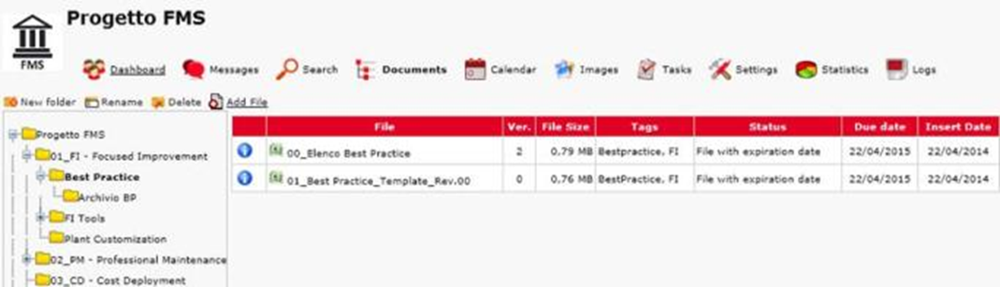 Progetto FMS
FMS
Dashboard Messages Search Documents Calendar Images Tasks Settings Statistics Logs
New folder Rename Delete Add File
File Ver. File Size Tags Status Due date Insert Date
00_Elenco Best Practice 2 0.79 MB Bestpractice, FI File with expiration date 22/04/2015 22/04/2014
01_Best Practice_Template_Rev.00 0 0.76 MB BestPractice, FI File with expiration date 22/04/2015 22/04/2014
Progetto FMS
01_FI - Focused Improvement
Best Practice
Archivio BP
FI Tools
Plant Customization
02_PM - Professional Maintenance
03_CD - Cost Deployment